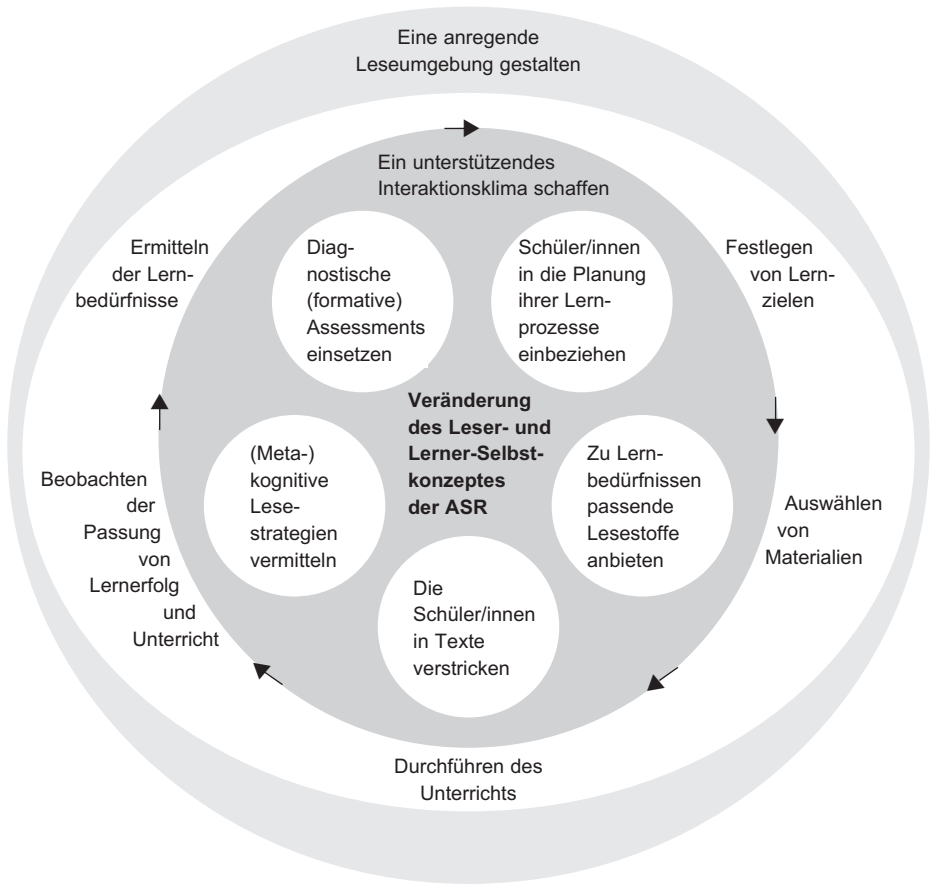 Eine anregende
Leseumgebung gestalten
Ein unterstützendes
Interaktionsklima schaffen
Ermitteln
der Lern-
bedürfnisse
Diag-
nostische
(formative)
Assessments
einsetzen
Schüler/innen
in die Planung
ihrer Lern-
prozesse
einbeziehen
Festlegen
von Lern-
zielen
Veränderung
des Leser- und
Lerner-Selbst-
konzeptes
der ASR
Beobachten
der
Passung
von
Lernerfolg
und
Unterricht
(Meta-)
kognitive
Lese-
strategien
vermitteln
Zu Lern-
bedürfnissen
passende
Lesestoffe
anbieten
Auswählen
von
Materialien
Die
Schüler/innen
in Texte
verstricken
Durchführen des
Unterrichts